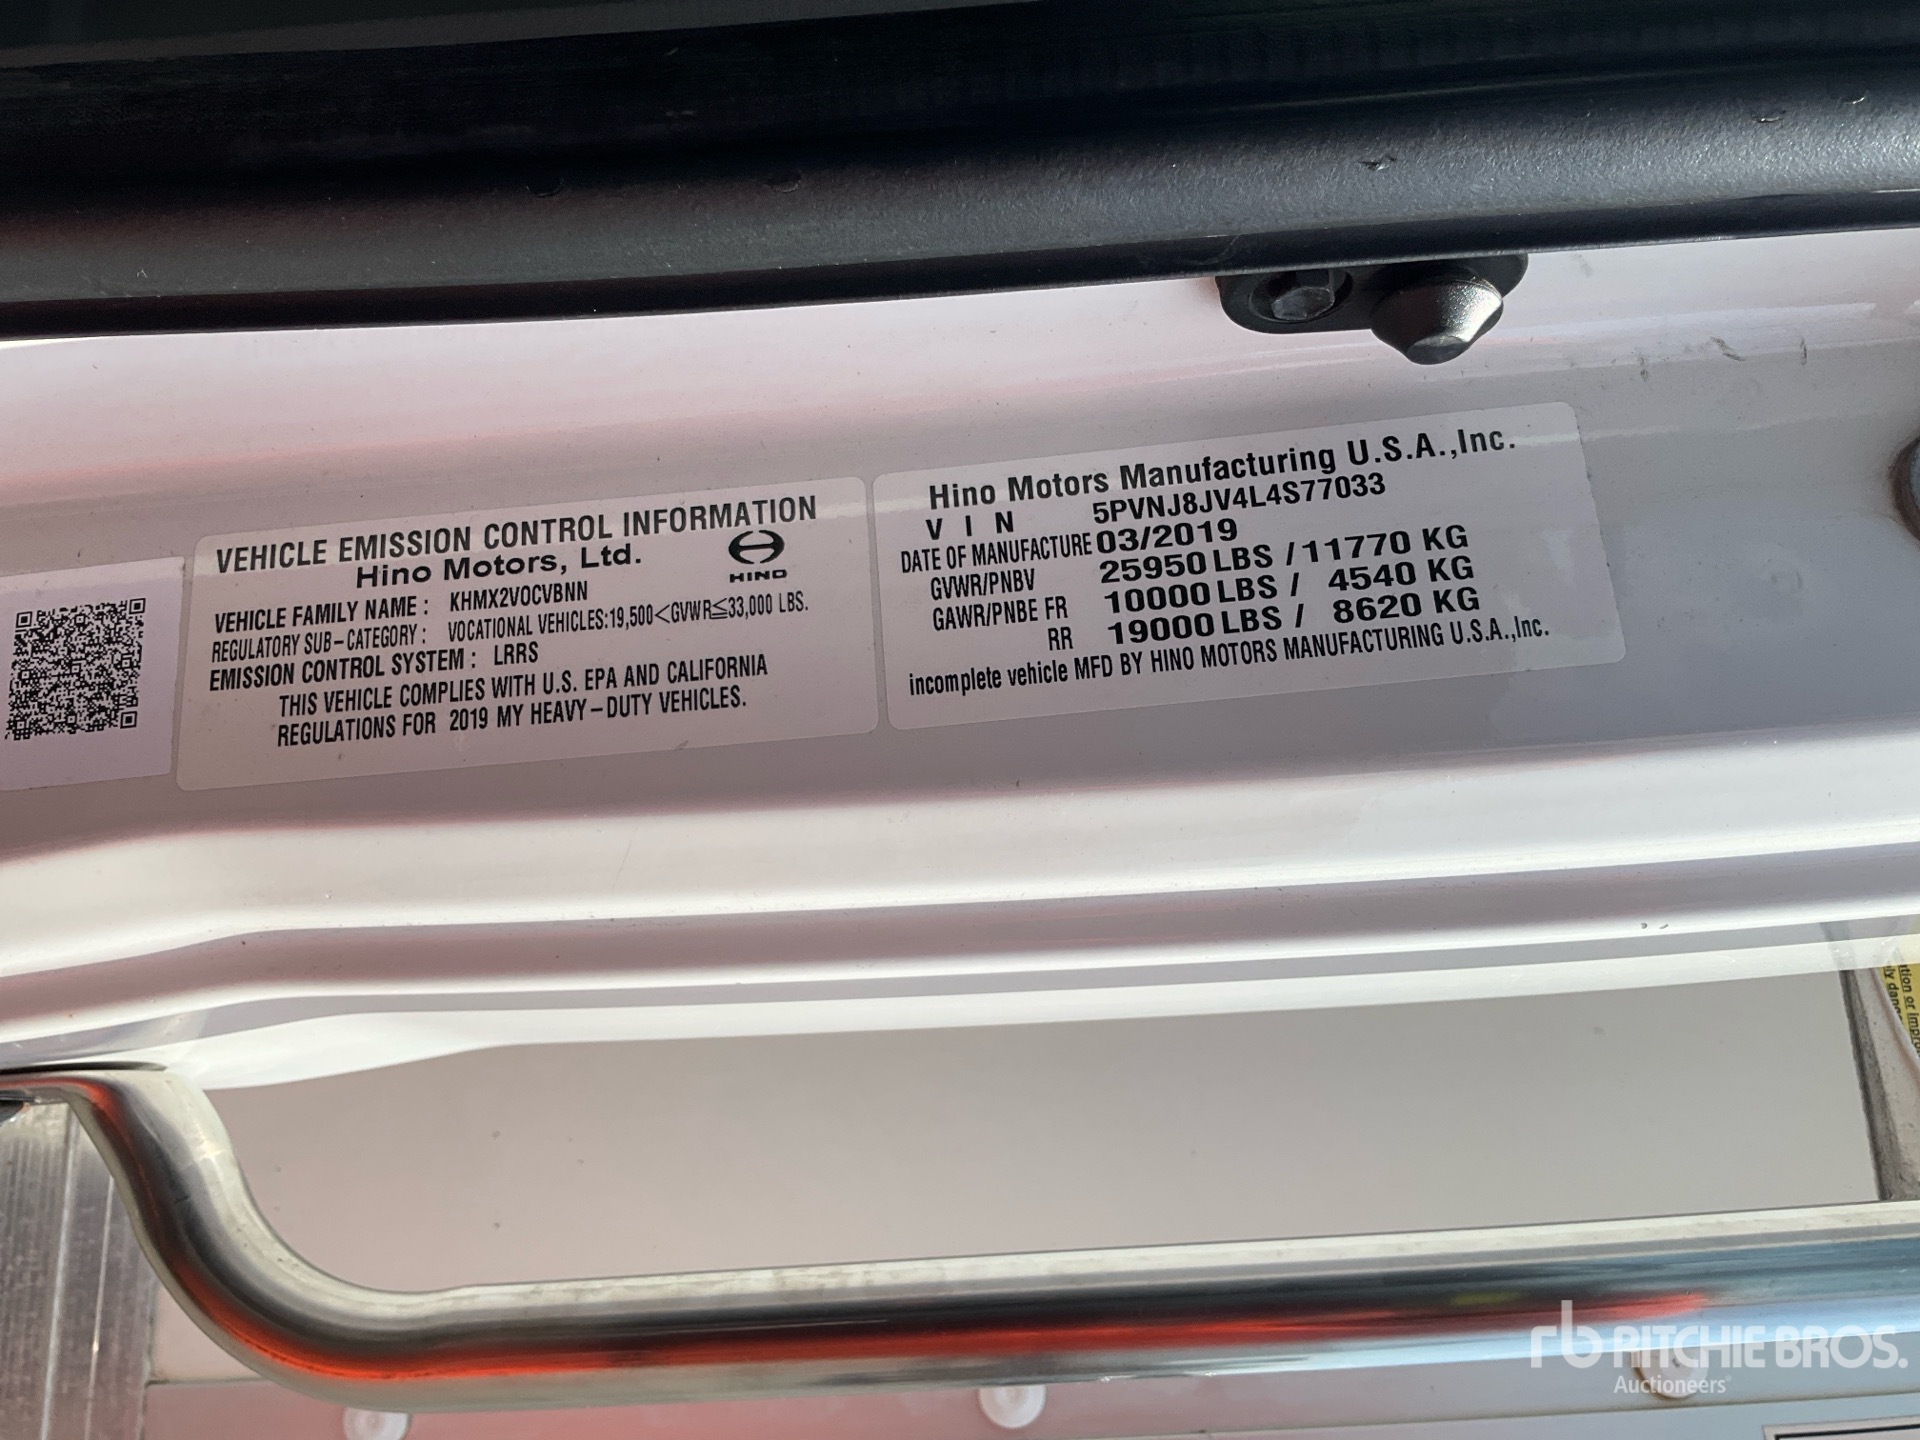 VEHICLE EMISSION CONTROL INFORMATION
Hino Motors, Ltd.
HINO
VEHICLE FAMILY NAME : KHMX2VOCVBNN
REGULATORY SUB-CATEGORY : VOCATIONAL VEHICLES:19,500<GVWR≦33,000 LBS.
EMISSION CONTROL SYSTEM : LRRS
THIS VEHICLE COMPLIES WITH U.S. EPA AND CALIFORNIA
REGULATIONS FOR 2019 MY HEAVY-DUTY VEHICLES.
Hino Motors Manufacturing U.S.A.,Inc.
V I N 5PVNJ8JV4L4S77033
DATE OF MANUFACTURE 03/2019
GVWR/PNBV 25950 LBS / 11770 KG
GAWR/PNBE FR 10000 LBS / 4540 KG
RR 19000 LBS / 8620 KG
incomplete vehicle MFD BY HINO MOTORS MANUFACTURING U.S.A.,Inc.
rb RITCHIE BROS.
Auctioneers